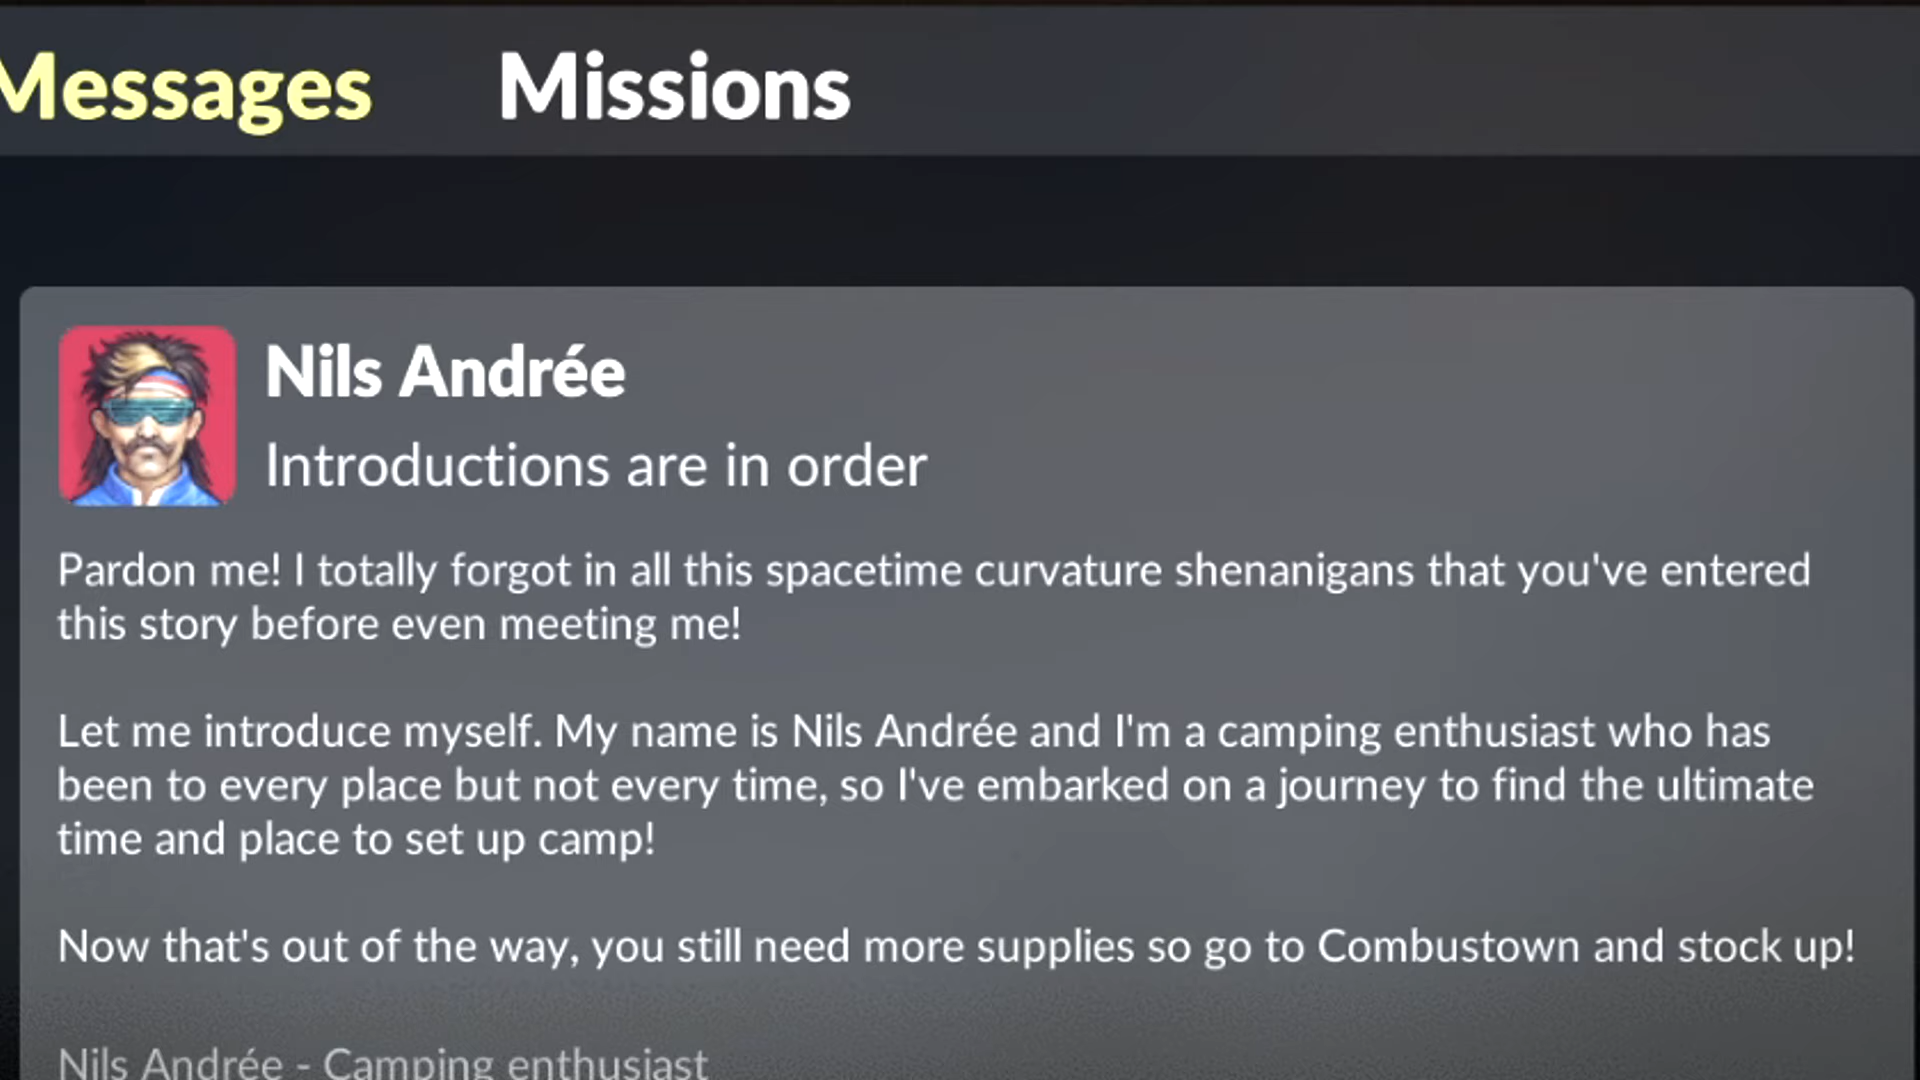 Messages Missions
Nils Andrée
Introductions are in order
Pardon me! I totally forgot in all this spacetime curvature shenanigans that you've entered
this story before even meeting me!
Let me introduce myself. My name is Nils Andrée and I'm a camping enthusiast who has
been to every place but not every time, so I've embarked on a journey to find the ultimate
time and place to set up camp!
Now that's out of the way, you still need more supplies so go to Combustown and stock up!
Nils Andrée - Camping enthusiast